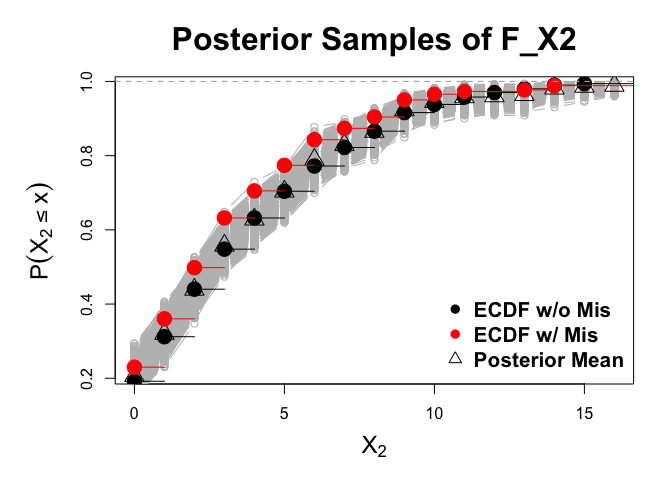 Posterior Samples of F_X2
P(X₂ ≤ x)
1.0
0.8
0.6
0.4
0.2
ECDF w/o Mis
ECDF w/ Mis
Posterior Mean
0 5 10 15
X₂